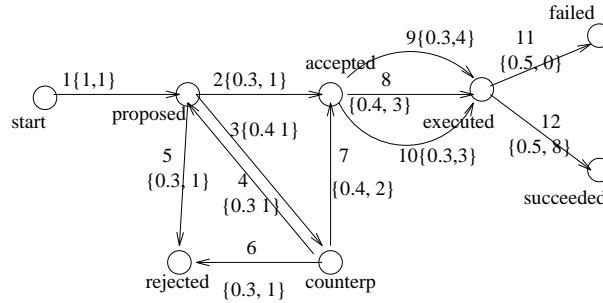 failed
9{0.3,4}
11
accepted
{0.5, 0}
1{1,1}
2{0.3, 1}
8
start
proposed
{0.4, 3}
executed
12
3{0.4 1}
{0.5, 8}
5
4
7
10{0.3,3}
{0.3, 1}
{0.3 1}
{0.4, 2}
succeeded
6
rejected
{0.3, 1}
counterp